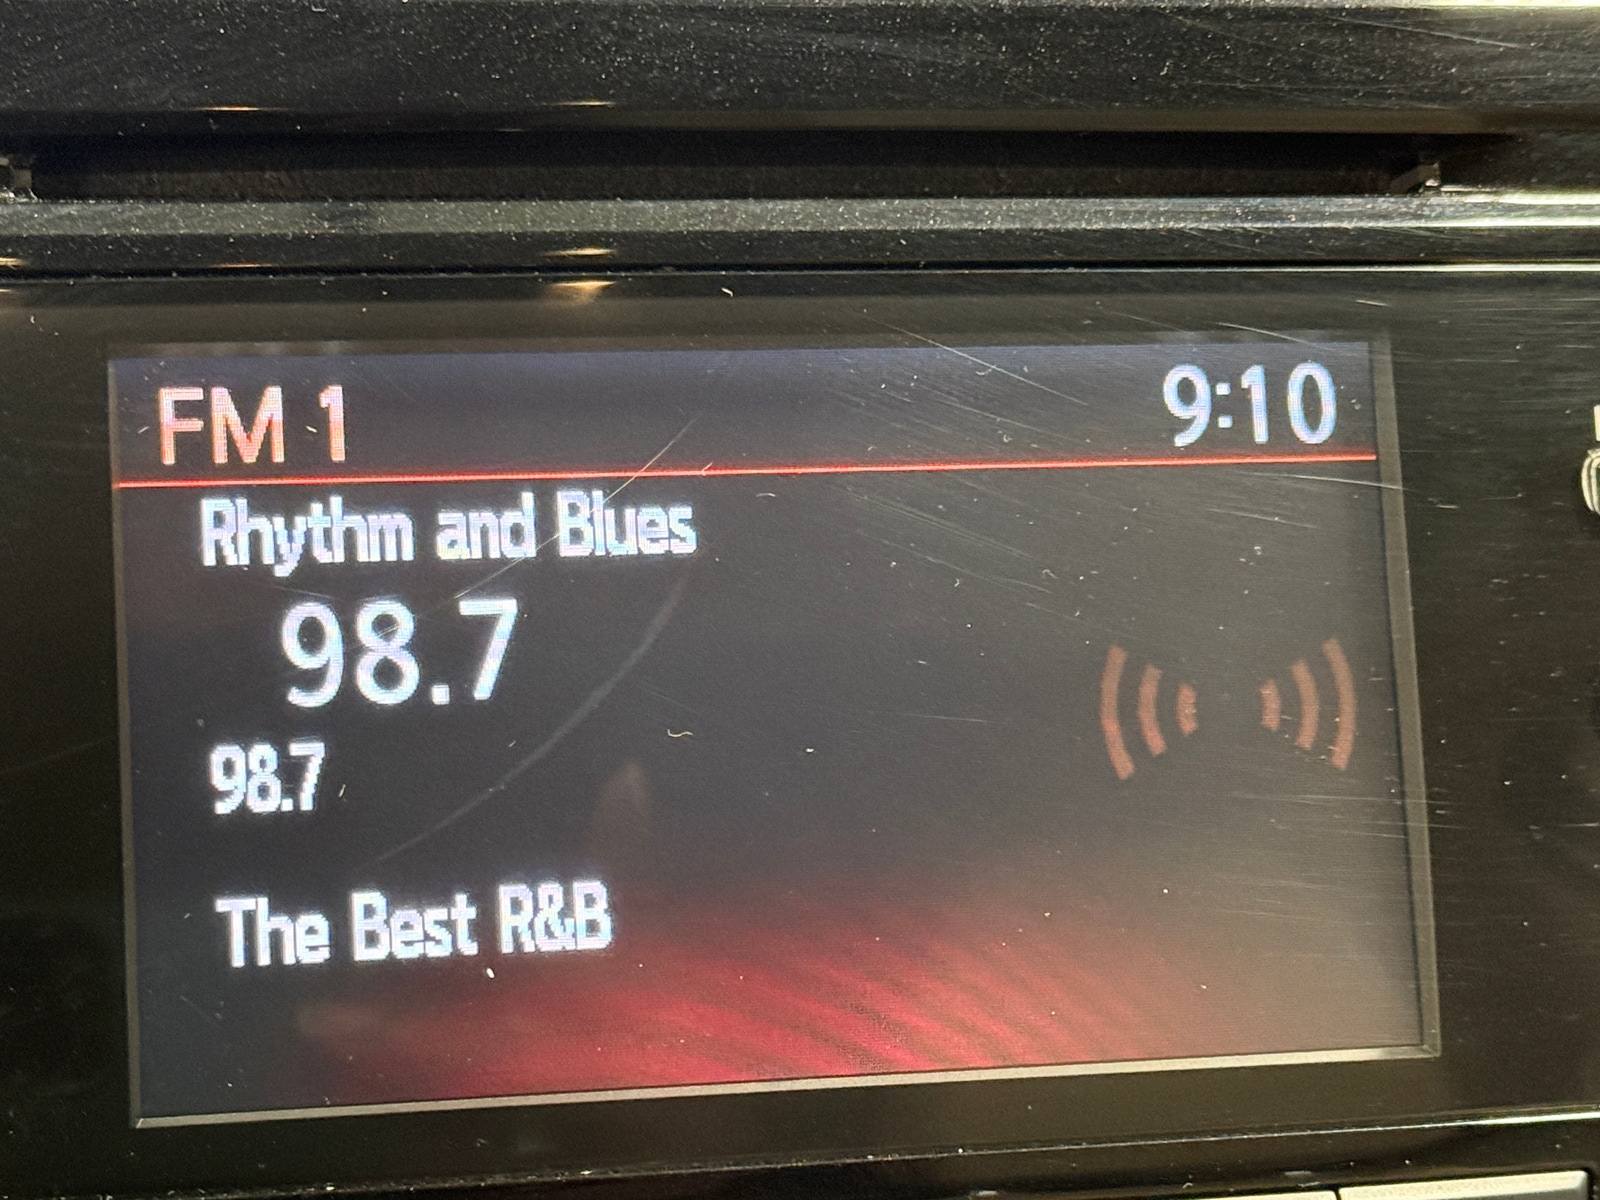 FM 1 9:10
Rhythm and Blues
98.7
98.7
The Best R&B